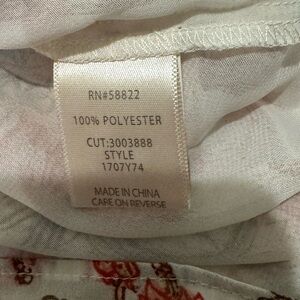 RN#58822
100% POLYESTER
CUT:3003888
STYLE
1707Y74
MADE IN CHINA
CARE ON REVERSE